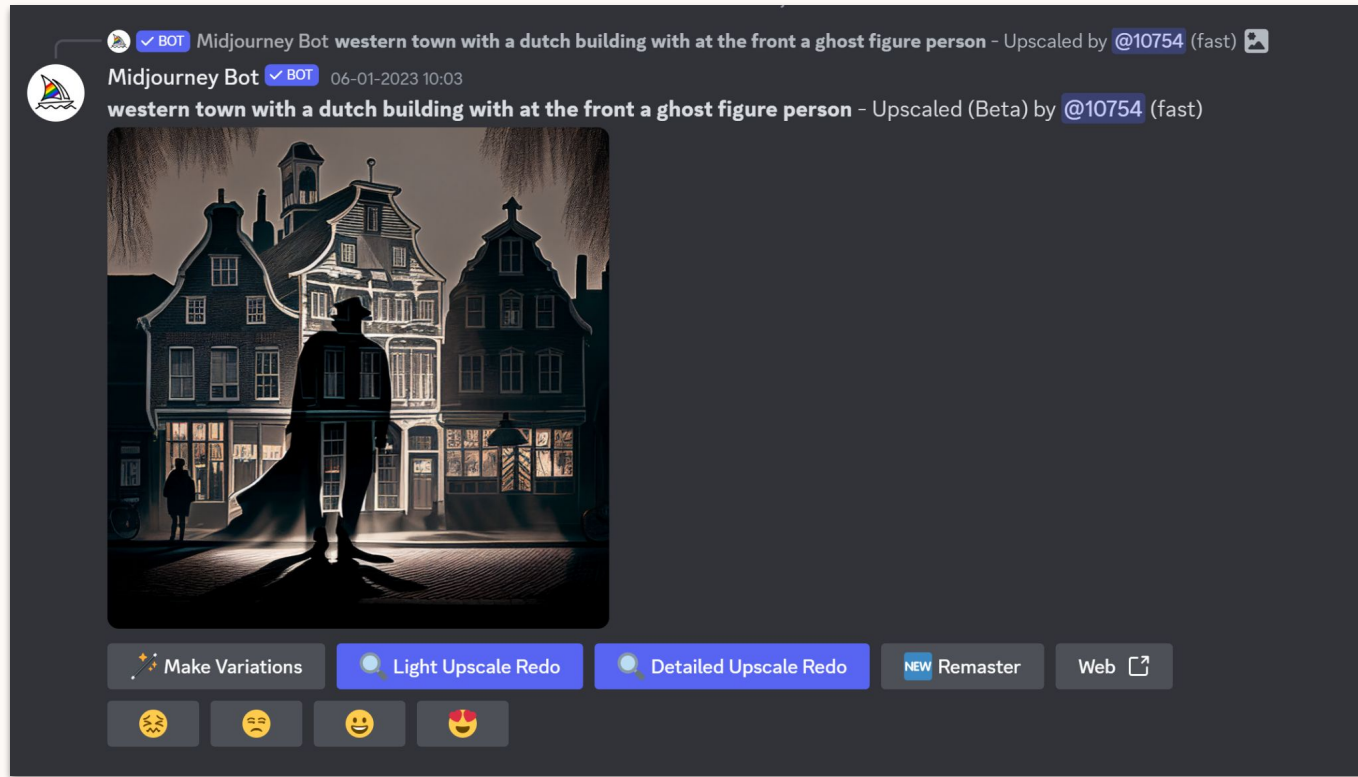 BOT Midjourney Bot western town with a dutch building with at the front a ghost figure person - Upscaled by @10754 (fast)
Midjourney Bot BOT 06-01-2023 10:03
western town with a dutch building with at the front a ghost figure person - Upscaled (Beta) by @10754 (fast)
Make Variations Light Upscale Redo Detailed Upscale Redo NEW Remaster Web